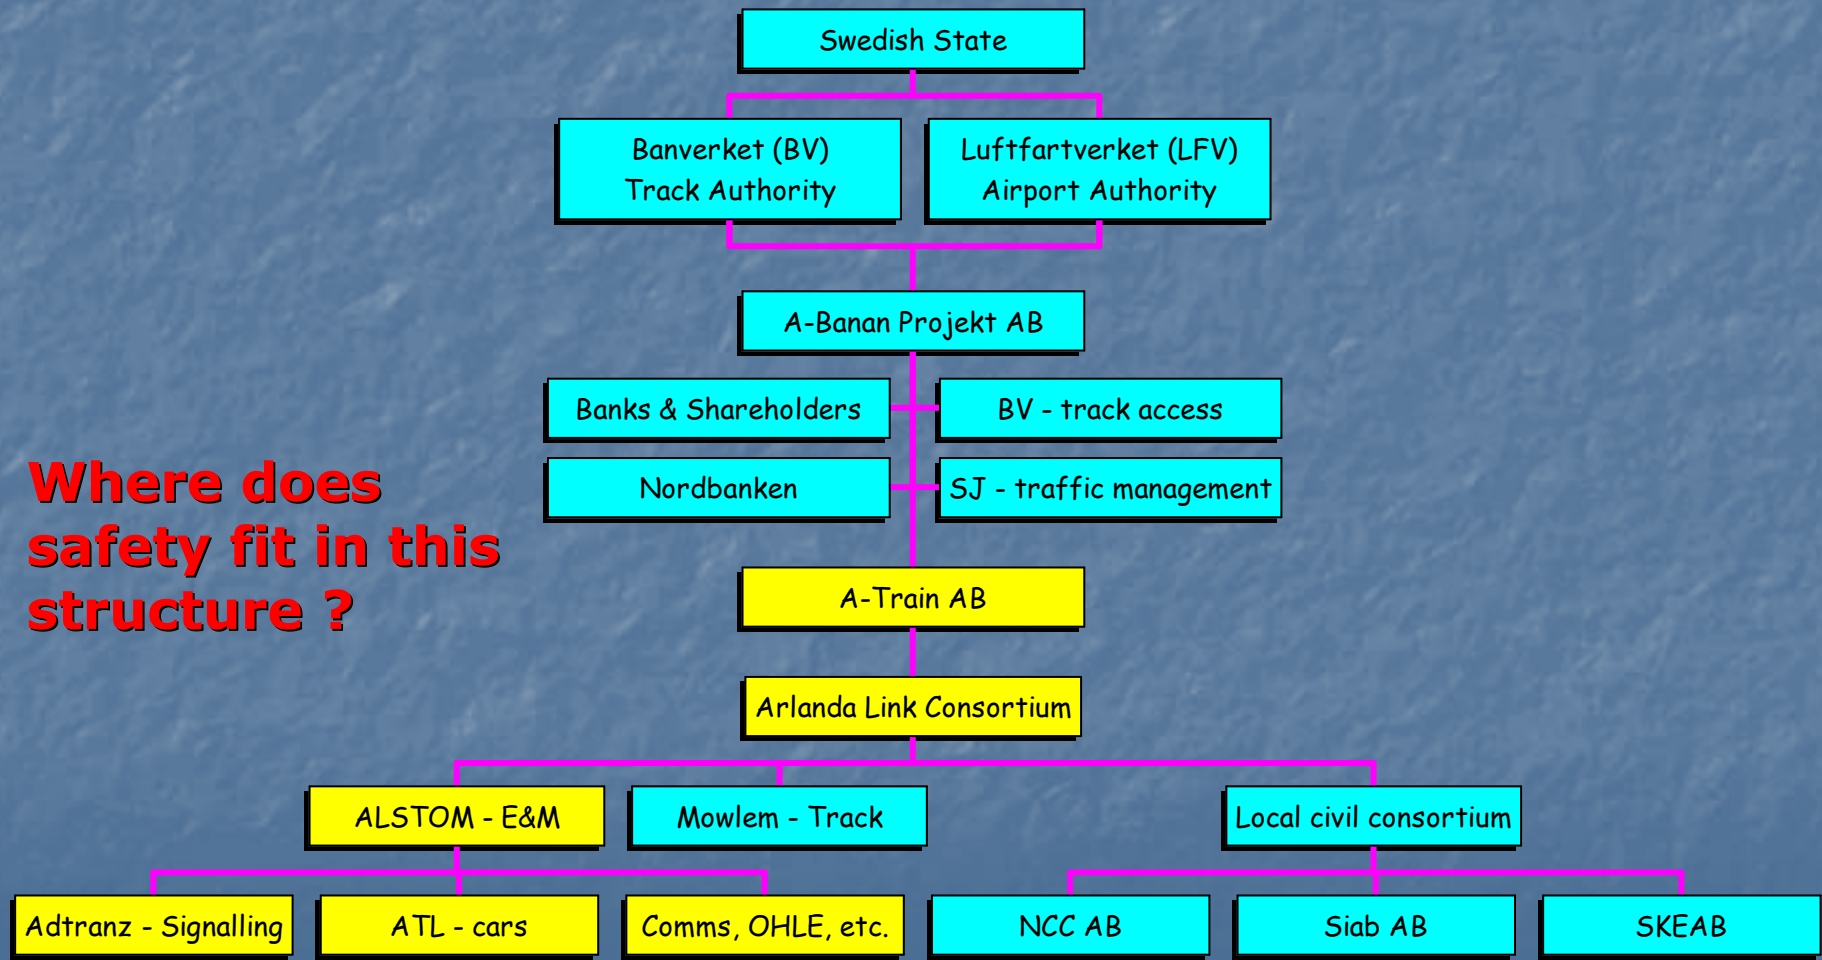 Swedish State
Banverket (BV)
Track Authority
Luftfartverket (LFV)
Airport Authority
A-Banan Projekt AB
Banks & Shareholders
BV - track access
Nordbanken
SJ - traffic management
Where does
safety fit in this
structure ?
A-Train AB
Arlanda Link Consortium
ALSTOM - E&M
Mowlem - Track
Local civil consortium
Adtranz - Signalling
ATL - cars
Comms, OHLE, etc.
NCC AB
Siab AB
SKEAB